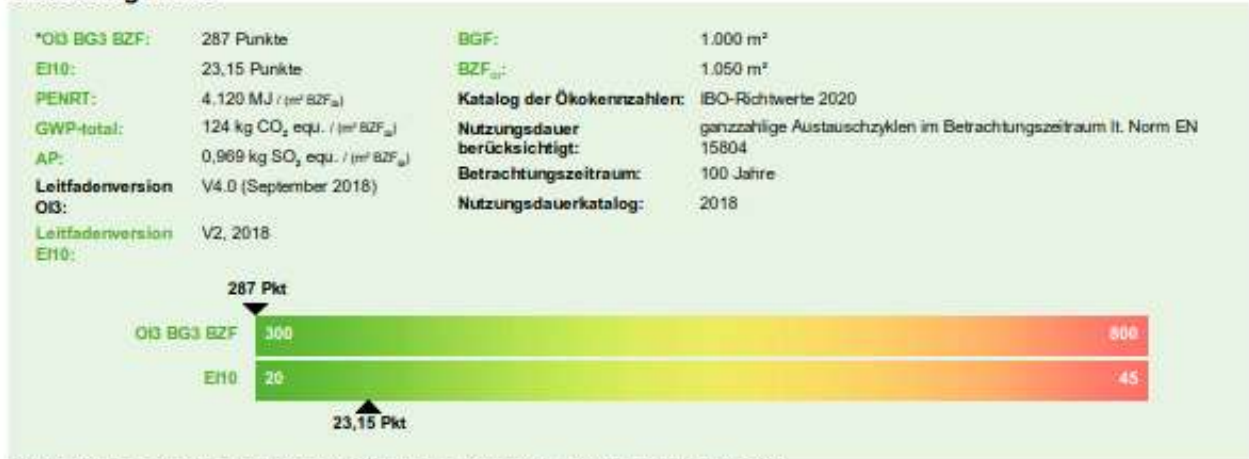 *OI3 BG3 BZF: 287 Punkte
EI10: 23,15 Punkte
PENRT: 4.120 MJ / (m² BZF)
GWP-total: 124 kg CO₂ equ. / (m² BZF)
AP: 0,969 kg SO₂ equ. / (m² BZF)
Leitfadenversion V4.0 (September 2018)
OI3:
Leitfadenversion V2, 2018
EI10:
BGF: 1.000 m²
BZF: 1.050 m²
Katalog der Ökokennzahlen: IBO-Richtwerte 2020
Nutzungsdauer ganzzahlige Austauschzyklen im Betrachtungszeitraum lt. Norm EN
berücksichtigt: 15804
Betrachtungszeitraum: 100 Jahre
Nutzungsdauerkatalog: 2018
287 Pkt
OI3 BG3 BZF 300 800
EI10 20 45
23,15 Pkt